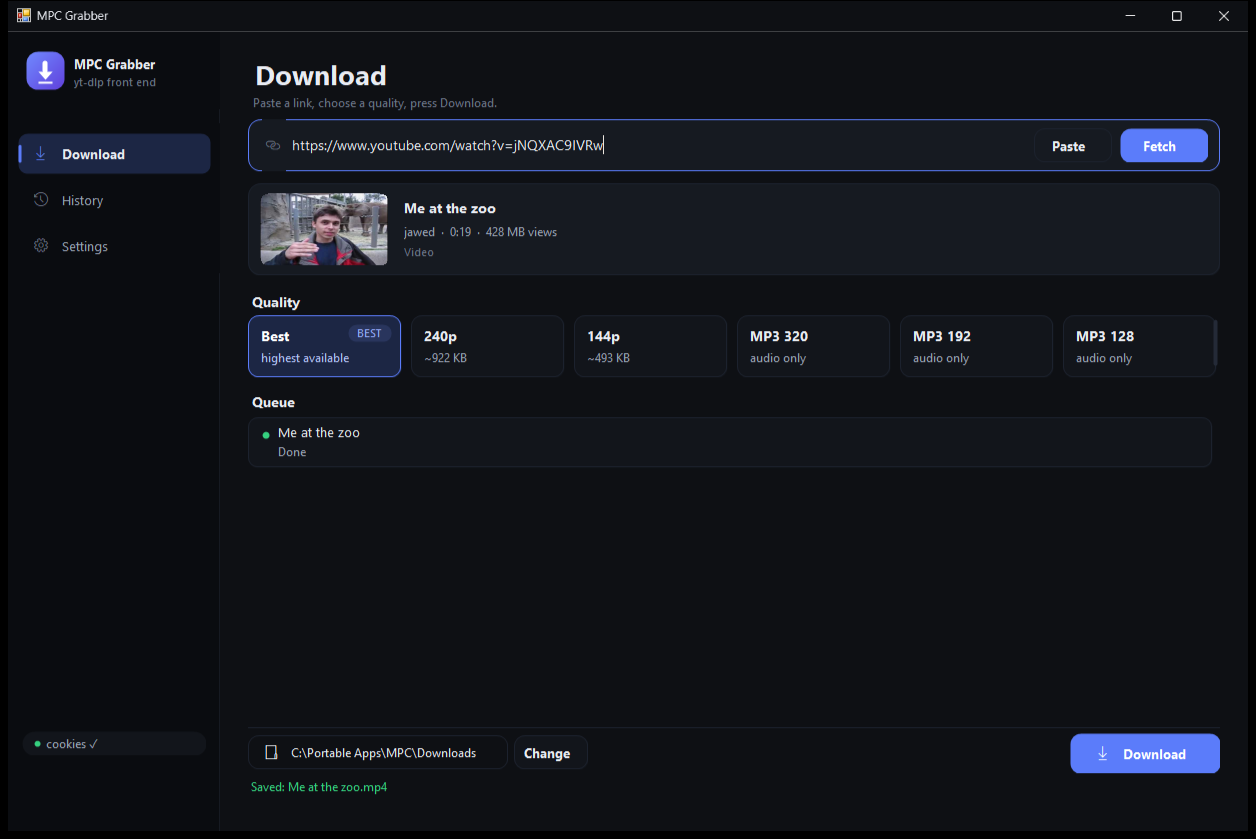 MPC Grabber
MPC Grabber
yt-dlp front end
Download
History
Settings
cookies ✓
Download
Paste a link, choose a quality, press Download.
https://www.youtube.com/watch?v=jNQXAC9IVRw
Paste
Fetch
Me at the zoo
jawed · 0:19 · 428 MB views
Video
Quality
Best BEST
highest available
240p
~922 KB
144p
~493 KB
MP3 320
audio only
MP3 192
audio only
MP3 128
audio only
Queue
Me at the zoo
Done
C:\Portable Apps\MPC\Downloads
Change
Download
Saved: Me at the zoo.mp4